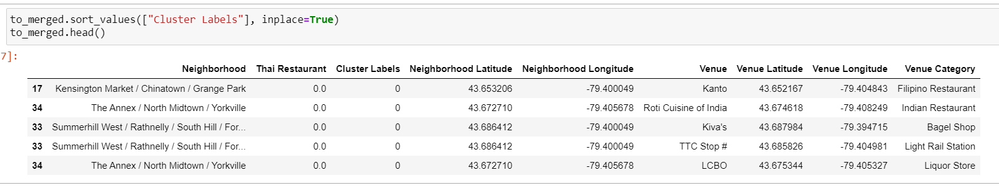 to_merged.sort_values(["Cluster Labels"], inplace=True)
to_merged.head()
7]:
Neighborhood Thai Restaurant Cluster Labels Neighborhood Latitude Neighborhood Longitude Venue Venue Latitude Venue Longitude Venue Category
17 Kensington Market / Chinatown / Grange Park 0.0 0 43.653206 -79.400049 Kanto 43.652167 -79.404843 Filipino Restaurant
34 The Annex / North Midtown / Yorkville 0.0 0 43.672710 -79.405678 Roti Cuisine of India 43.674618 -79.408249 Indian Restaurant
33 Summerhill West / Rathnelly / South Hill / For... 0.0 0 43.686412 -79.400049 Kiva's 43.687984 -79.394715 Bagel Shop
33 Summerhill West / Rathnelly / South Hill / For... 0.0 0 43.686412 -79.400049 TTC Stop # 43.685826 -79.404981 Light Rail Station
34 The Annex / North Midtown / Yorkville 0.0 0 43.672710 -79.405678 LCBO 43.675344 -79.405327 Liquor Store